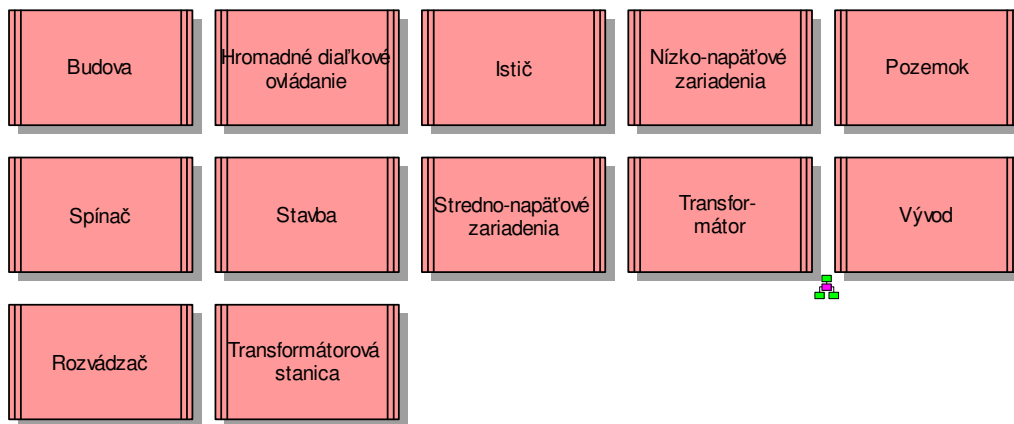 Budova
Hromadné diaľkové
ovládanie
Istič
Nízko-napäťové
zariadenia
Pozemok
Spínač
Stavba
Stredno-napäťové
zariadenia
Transfor-
mátor
Vývod
Rozvádzač
Transformátorová
stanica